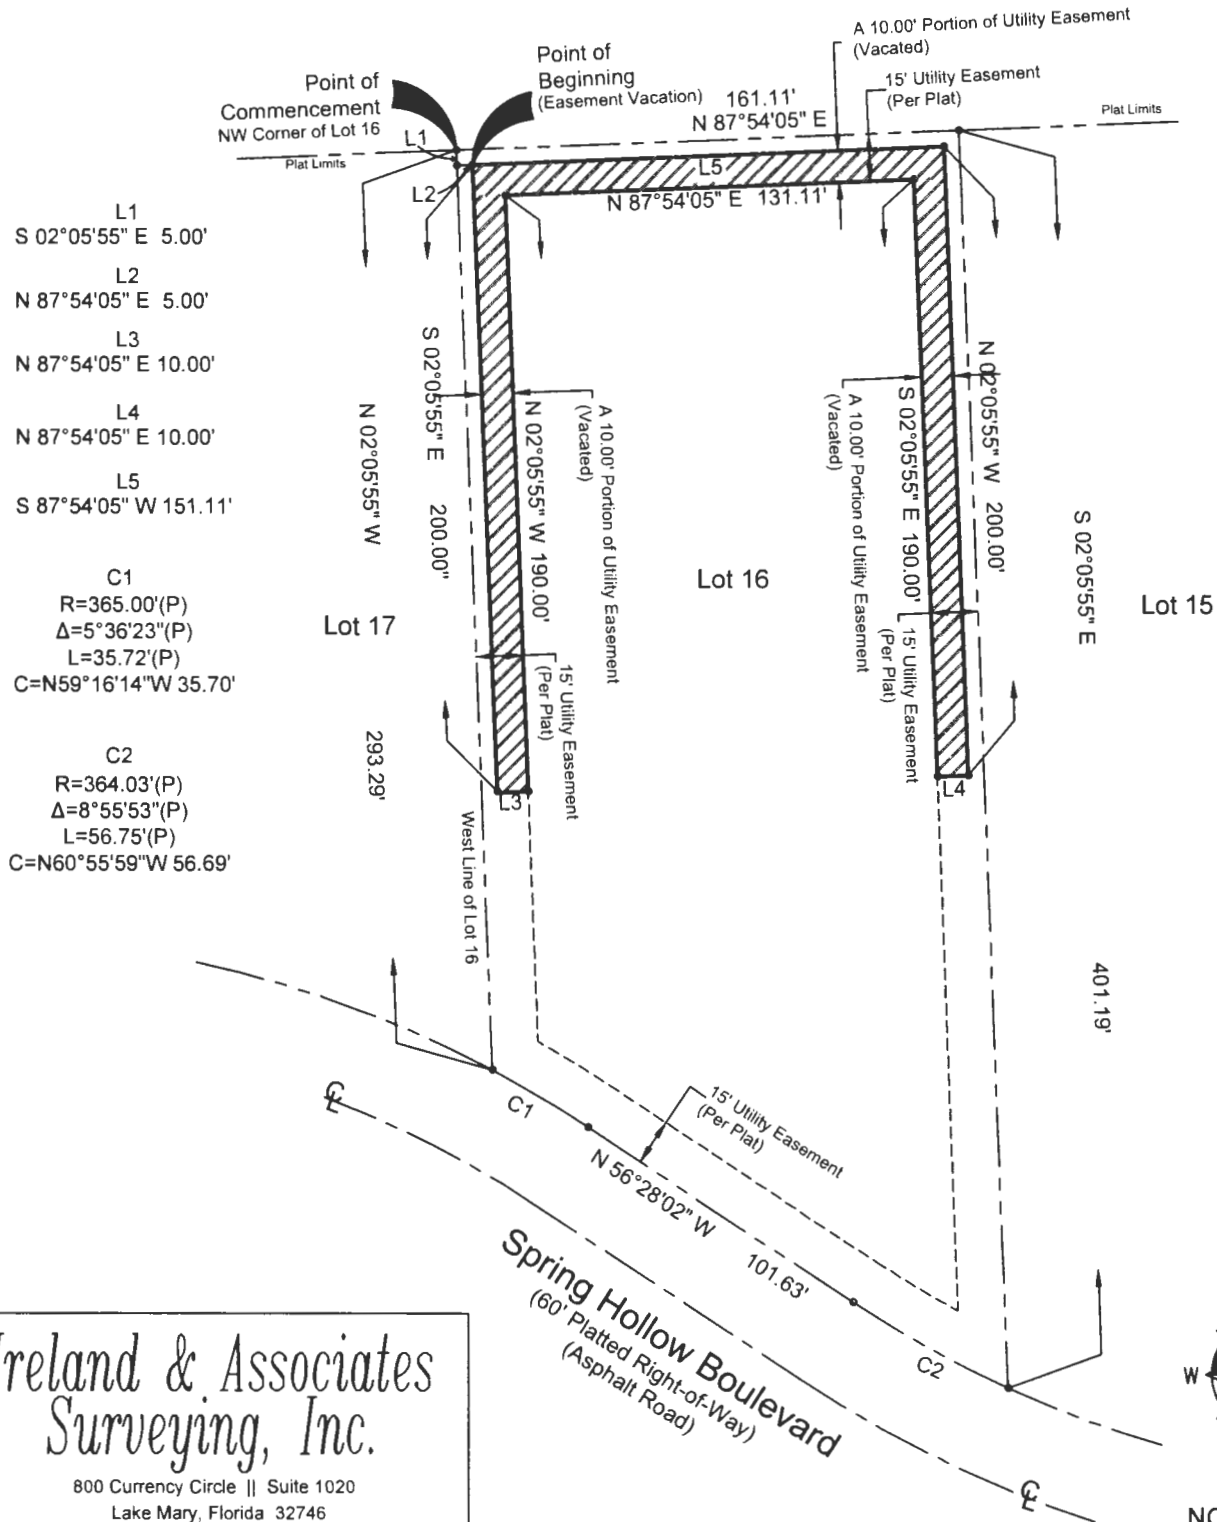 A 10.00' Portion of Utility Easement
(Vacated)
Point of
Beginning
(Easement Vacation)
Point of
Commencement
NW Corner of Lot 16
15' Utility Easement
(Per Plat)
161.11'
N 87°54'05" E
Plat Limits
Plat Limits
L1
L2
L5
N 87°54'05" E 131.11'
L1
S 02°05'55" E 5.00'
L2
N 87°54'05" E 5.00'
L3
N 87°54'05" E 10.00'
L4
N 87°54'05" E 10.00'
L5
S 87°54'05" W 151.11'
C1
R=365.00'(P)
Δ=5°36'23"(P)
L=35.72'(P)
C=N59°16'14"W 35.70'
C2
R=364.03'(P)
Δ=8°55'53"(P)
L=56.75'(P)
C=N60°55'59"W 56.69'
N 02°05'55" W
293.29'
S 02°05'55" E 200.00"
N 02°05'55" W 190.00'
A 10.00' Portion of Utility Easement
(Vacated)
15' Utility Easement
(Per Plat)
A 10.00' Portion of Utility Easement
(Vacated)
S 02°05'55" E 190.00'
15' Utility Easement
(Per Plat)
N 02°05'55" W 200.00'
S 02°05'55" E
401.19'
Lot 17
Lot 16
Lot 15
L3
L4
West Line of Lot 16
C1
15' Utility Easement
(Per Plat)
N 56°28'02" W 101.63'
C2
℄
Spring Hollow Boulevard
(60' Platted Right-of-Way)
(Asphalt Road)
℄
W
Ireland & Associates
Surveying, Inc.
800 Currency Circle || Suite 1020
Lake Mary, Florida 32746